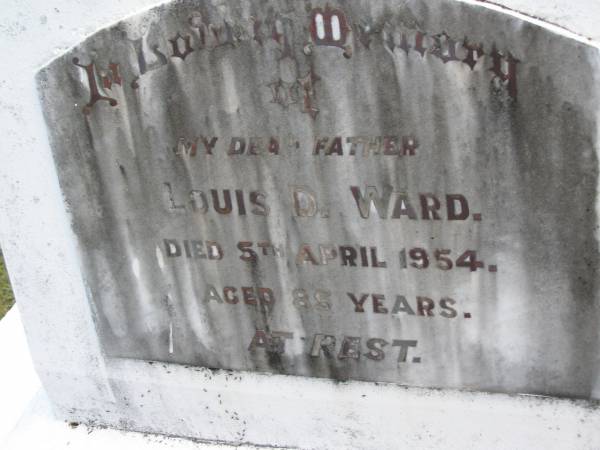 In Loving Memory
of
MY DEAR FATHER
LOUIS D. WARD.
DIED 5TH APRIL 1954.
AGED YEARS.
AT REST.